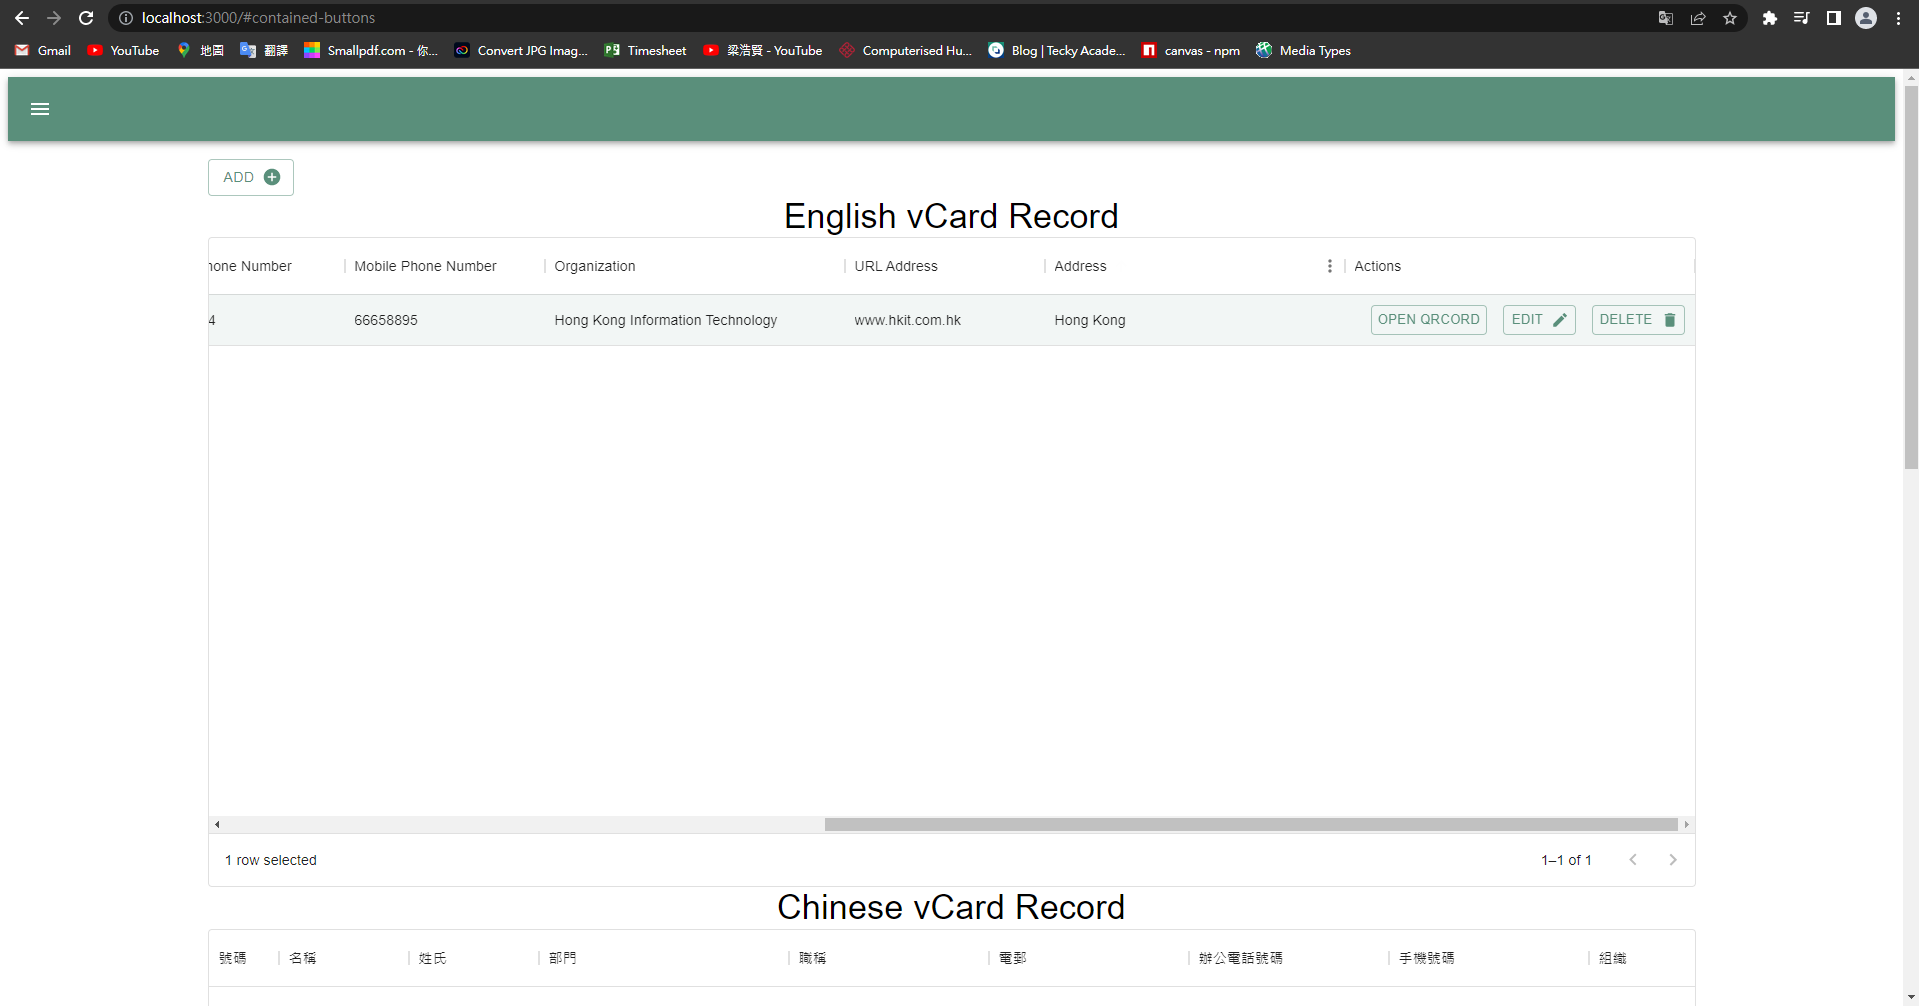 localhost:3000/#contained-buttons
Gmail YouTube 地圖 翻譯 Smallpdf.com - 你... Convert JPG Imag... Timesheet 梁浩賢 - YouTube Computerised Hu... Blog | Tecky Acade... canvas - npm Media Types
ADD
English vCard Record
hone Number Mobile Phone Number Organization URL Address Address Actions
4 66658895 Hong Kong Information Technology www.hkit.com.hk Hong Kong OPEN QRCORD EDIT DELETE
1 row selected 1–1 of 1
Chinese vCard Record
號碼 名稱 姓氏 部門 職稱 電郵 辦公電話號碼 手機號碼 組織